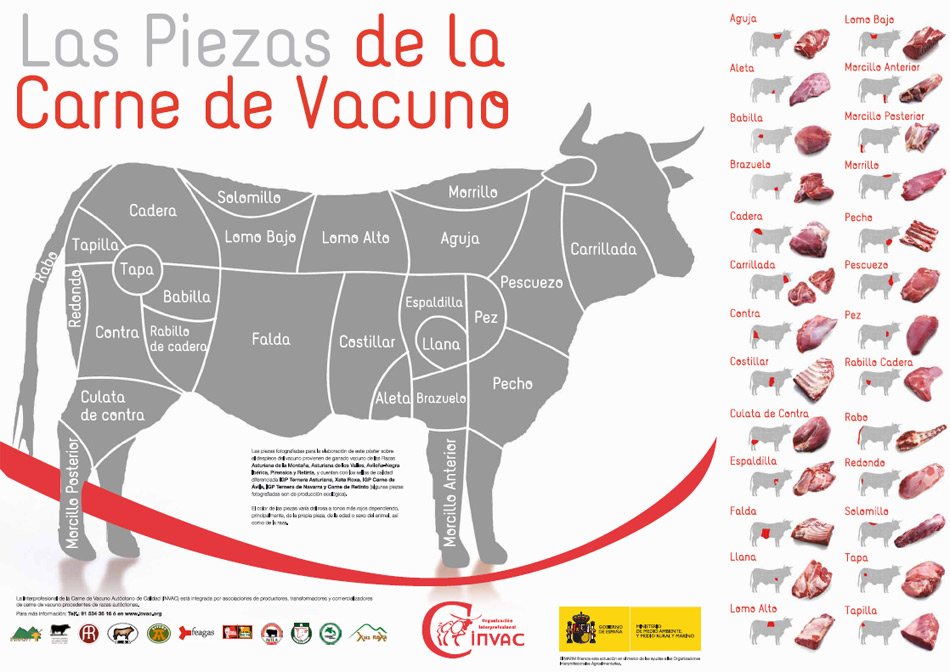 Las Piezas de la
Carne de Vacuno
Cadera
Solomillo
Morrillo
Tapilla
Lomo Bajo
Lomo Alto
Aguja
Carrillada
Rabo
Tapa
Redondo
Babilla
Pescuezo
Espaldilla
Pez
Contra
Rabillo
de cadera
Falda
Costillar
Llana
Pecho
Culata
de contra
Aleta
Brazuelo
Morcillo Posterior
Morcillo Anterior
Las piezas fotografiadas para la elaboración de este póster sobre
el despiece del vacuno provienen de ganado vacuno de las Razas
Asturiana de la Montaña, Asturiana de los Valles, Avileña-Negra
Ibérica, Pirenaica y Retinta, y cuentan con los sellos de calidad
diferenciada IGP Ternera Asturiana, Xata Roxa, IGP Carne de
Ávila, IGP Ternera de Navarra y Carne de Retinto (algunas piezas
fotografiadas son de producción ecológica).
El color de las piezas varía del rosa a tonos más rojos dependiendo,
principalmente, de la propia pieza, de la edad o sexo del animal, así
como de la raza.
La Interprofesional de la Carne de Vacuno Autóctono de Calidad (INVAC) está integrada por asociaciones de productores, transformadores y comercializadores
de carne de vacuno procedentes de razas autóctonas.
Para más información: Telf.: 91 534 36 16 ó en www.invac.org
feagas
Xata Roxa
Organización
Interprofesional
INVAC
GOBIERNO
DE ESPAÑA
MINISTERIO
DE MEDIO AMBIENTE,
Y MEDIO RURAL Y MARINO
Aguja
Lomo Bajo
Aleta
Morcillo Anterior
Babilla
Morcillo Posterior
Brazuelo
Morrillo
Cadera
Pecho
Carrillada
Pescuezo
Contra
Pez
Costillar
Rabillo Cadera
Culata de Contra
Rabo
Espaldilla
Redondo
Falda
Solomillo
Llana
Tapa
Lomo Alto
Tapilla